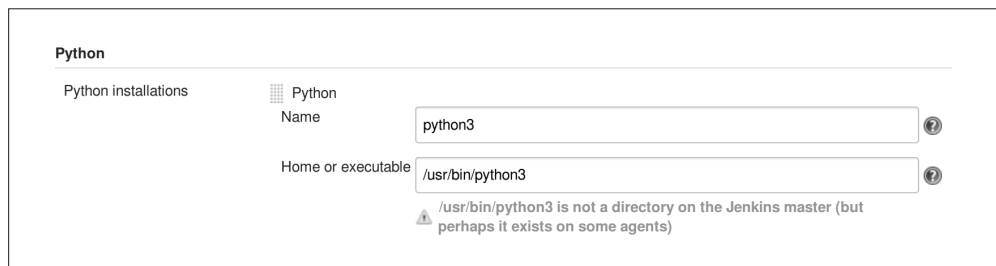 Python
Python installations
Python
Name
python3
Home or executable
/usr/bin/python3
/usr/bin/python3 is not a directory on the Jenkins master (but
perhaps it exists on some agents)